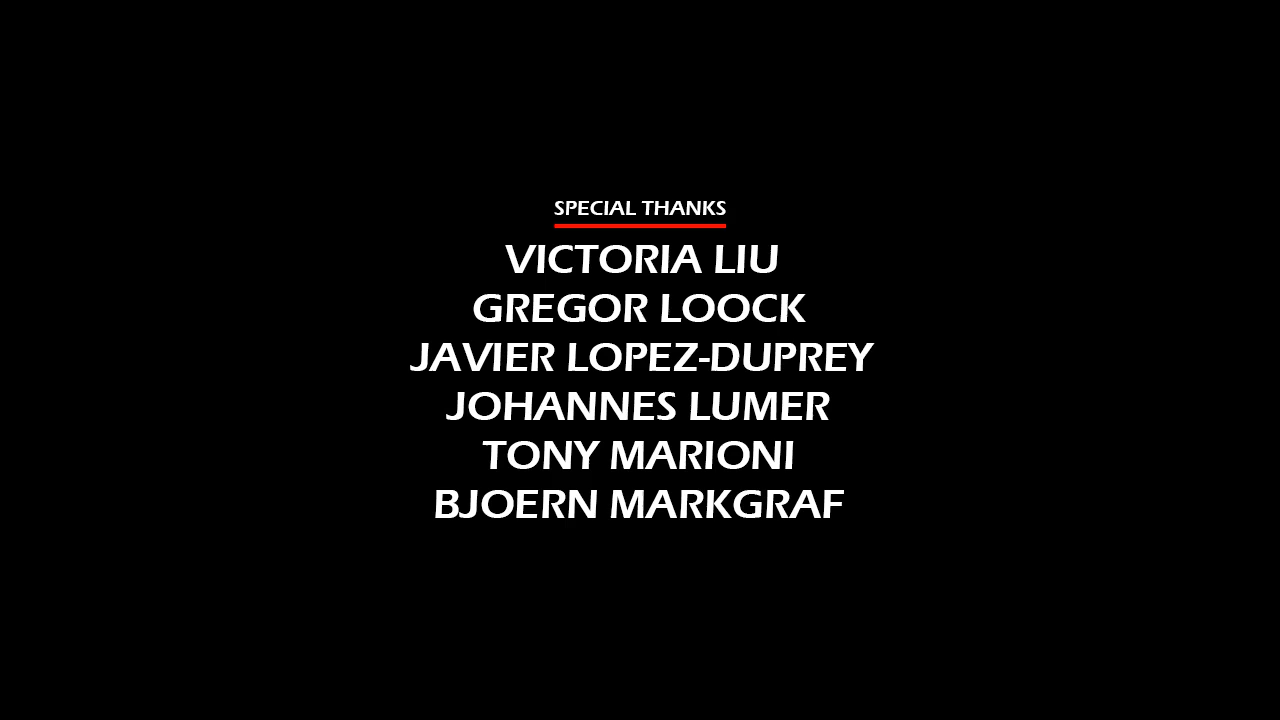 SPECIAL THANKS
VICTORIA LIU
GREGOR LOOCK
JAVIER LOPEZ-DUPREY
JOHANNES LUMER
TONY MARIONI
BJOERN MARKGRAF